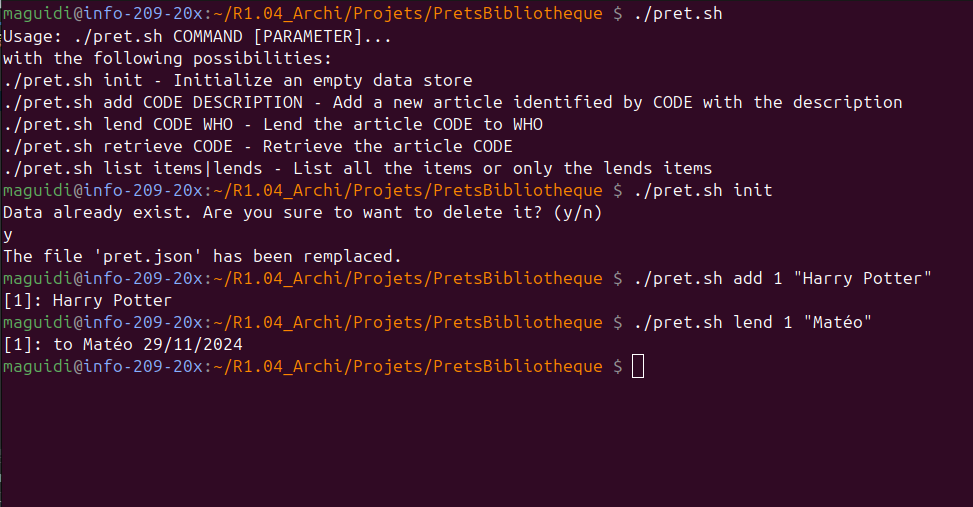 maguidi@info-209-20x:~/R1.04_Archi/Projets/PretsBibliotheque $ ./pret.sh
Usage: ./pret.sh COMMAND [PARAMETER]...
with the following possibilities:
./pret.sh init - Initialize an empty data store
./pret.sh add CODE DESCRIPTION - Add a new article identified by CODE with the description
./pret.sh lend CODE WHO - Lend the article CODE to WHO
./pret.sh retrieve CODE - Retrieve the article CODE
./pret.sh list items|lends - List all the items or only the lends items
maguidi@info-209-20x:~/R1.04_Archi/Projets/PretsBibliotheque $ ./pret.sh init
Data already exist. Are you sure to want to delete it? (y/n)
y
The file 'pret.json' has been remplaced.
maguidi@info-209-20x:~/R1.04_Archi/Projets/PretsBibliotheque $ ./pret.sh add 1 "Harry Potter"
[1]: Harry Potter
maguidi@info-209-20x:~/R1.04_Archi/Projets/PretsBibliotheque $ ./pret.sh lend 1 "Matéo"
[1]: to Matéo 29/11/2024
maguidi@info-209-20x:~/R1.04_Archi/Projets/PretsBibliotheque $